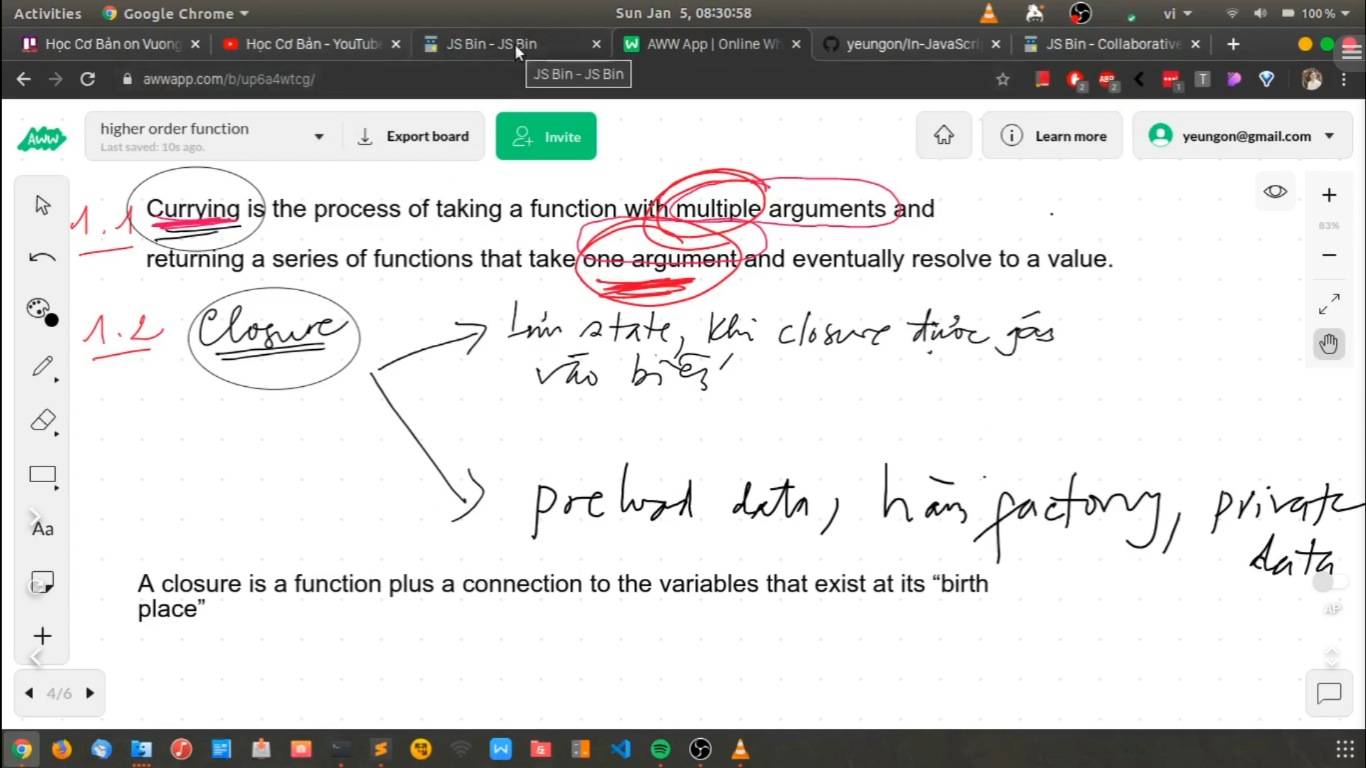 Activities Google Chrome Sun Jan 5, 08:30:58 vi 100 %
Học Cơ Bản on Vuong × Học Cơ Bản - YouTube × JS Bin - JS Bin × AWW App | Online Wh × yeungon/In-JavaScri × JS Bin - Collaborative × +
awwapp.com/b/up6a4wtcg/
JS Bin - JS Bin
higher order function
Last saved: 10s ago.
Export board
Invite
Learn more
yeungon@gmail.com
1.1 Currying is the process of taking a function with multiple arguments and
returning a series of functions that take one argument and eventually resolve to a value.
83%
1.2 Closure
state, khi closure được gán
vào biến
preload data, hàm factory, private
data
A closure is a function plus a connection to the variables that exist at its “birth
place”
Aa
AP
4/6